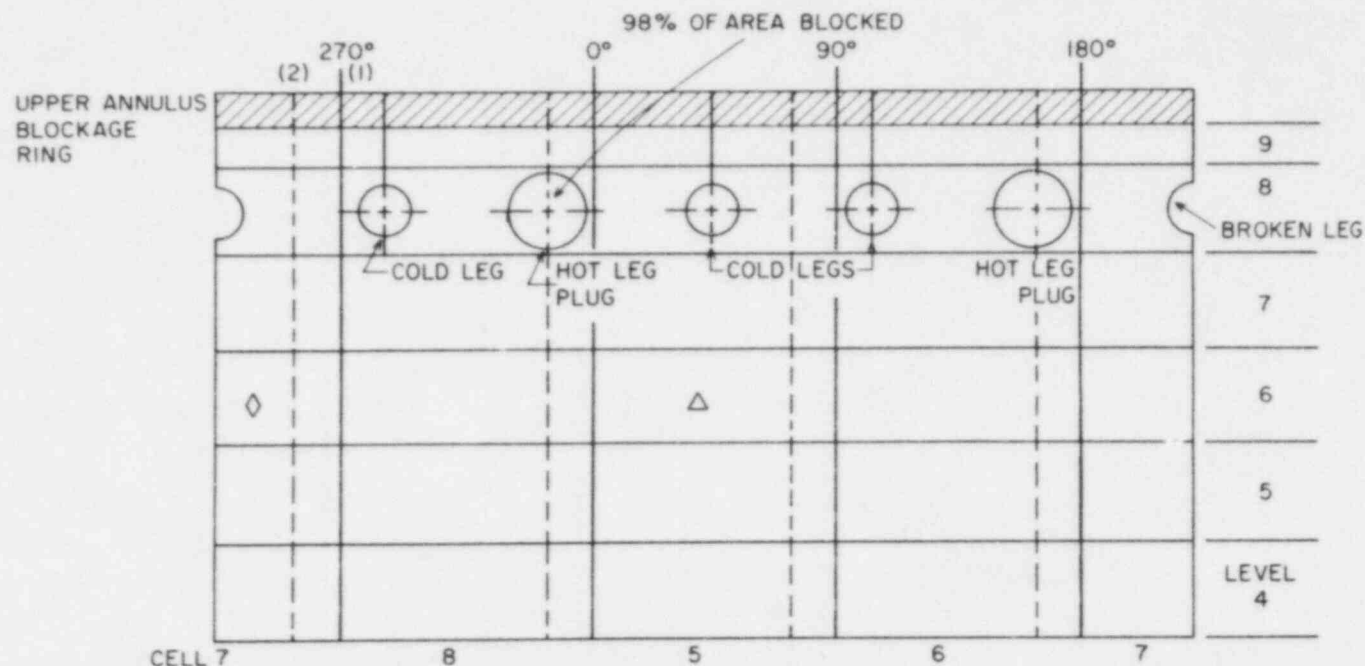 98% OF AREA BLOCKED
270° 0° 90° 180°
(2) (1)
UPPER ANNULUS
BLOCKAGE
RING
9
8
BROKEN LEG
COLD LEG HOT LEG COLD LEGS HOT LEG
PLUG PLUG
7
6
5
LEVEL
4
CELL 7 8 5 6 7